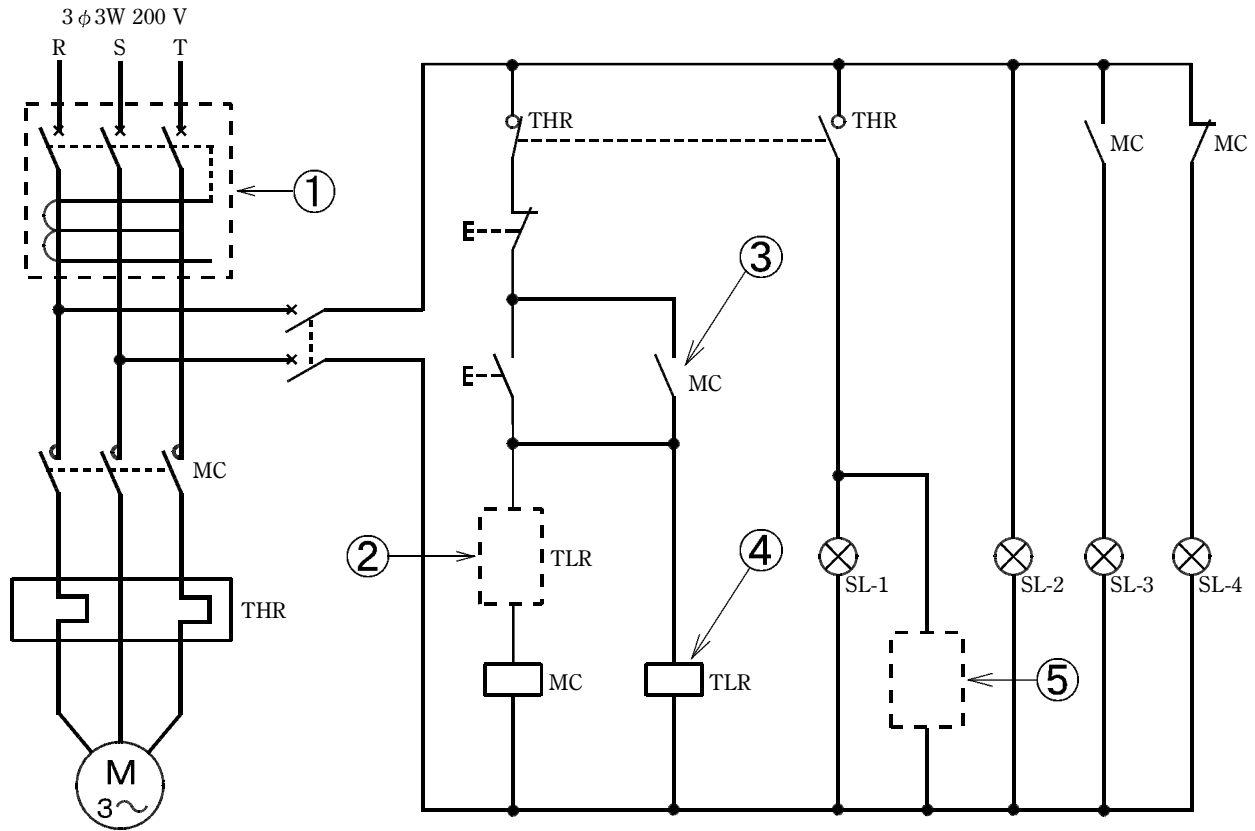 3φ3W 200 V
R S T
THR
THR
MC
MC
①
③
MC
MC
②
TLR
④
SL-1
SL-2
SL-3
SL-4
THR
MC
TLR
⑤
M
3〜